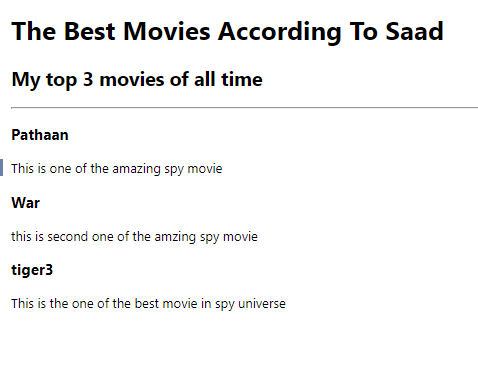 The Best Movies According To Saad
My top 3 movies of all time
Pathaan
This is one of the amazing spy movie
War
this is second one of the amzing spy movie
tiger3
This is the one of the best movie in spy universe